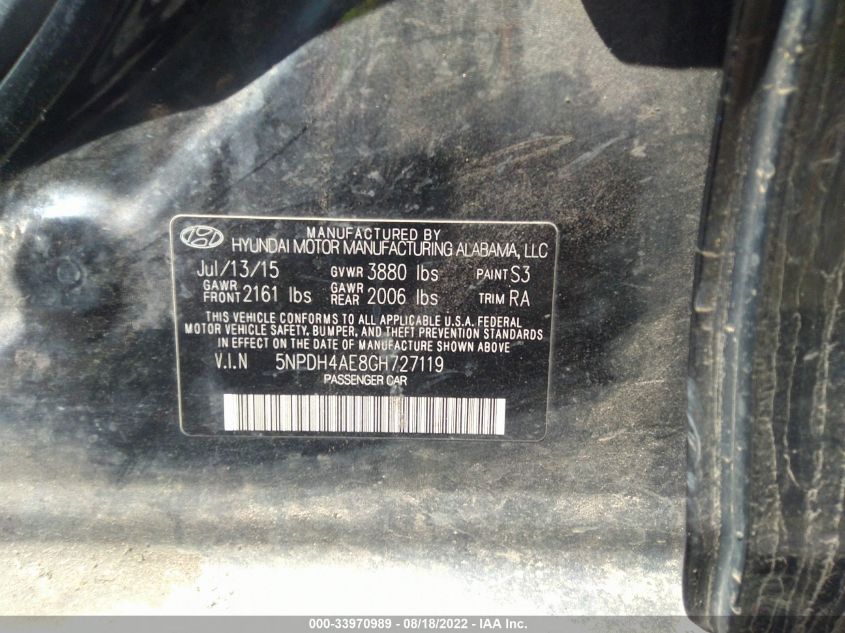 MANUFACTURED BY
HYUNDAI MOTOR MANUFACTURING ALABAMA, LLC
Jul/13/15 GVWR 3880 lbs PAINT S3
GAWR FRONT 2161 lbs GAWR REAR 2006 lbs TRIM RA
THIS VEHICLE CONFORMS TO ALL APPLICABLE U.S.A. FEDERAL
MOTOR VEHICLE SAFETY, BUMPER, AND THEFT PREVENTION STANDARDS
IN EFFECT ON THE DATE OF MANUFACTURE SHOWN ABOVE
V.I.N 5NPDH4AE8GH727119
PASSENGER CAR
000-33970989 - 08/18/2022 - IAA Inc.